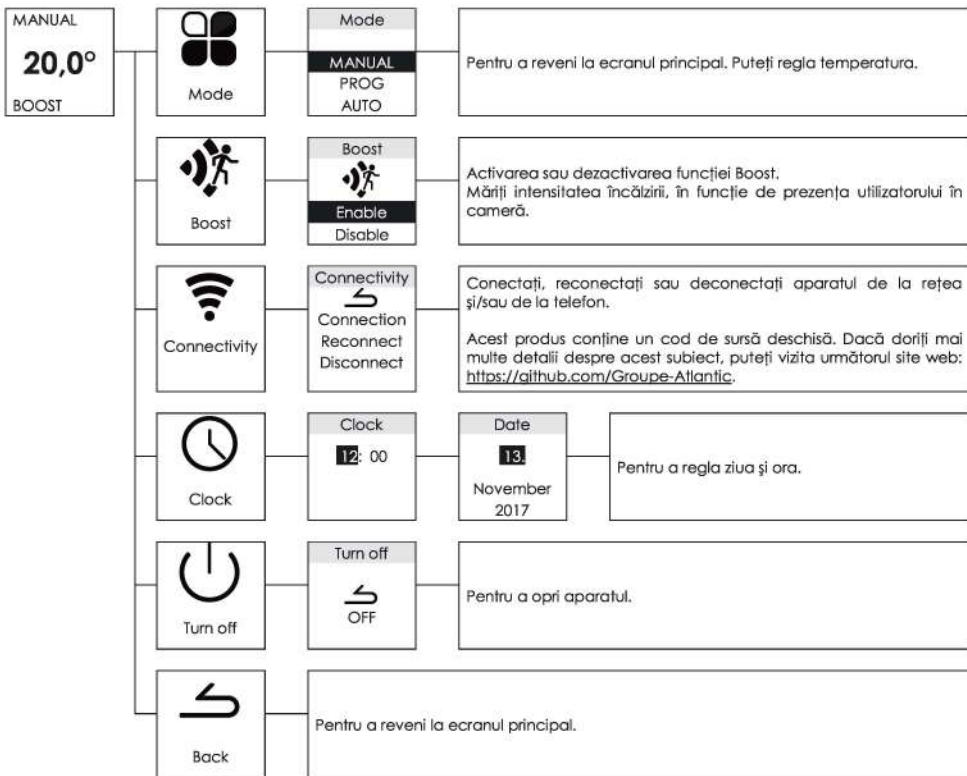 MANUAL
20,0°
BOOST
Mode
Mode
MANUAL
PROG
AUTO
Pentru a reveni la ecranul principal. Puteți regla temperatura.
Boost
Boost
Enable
Disable
Activarea sau dezactivarea funcției Boost.
Măriți intensitatea încălzirii, în funcție de prezența utilizatorului în
cameră.
Connectivity
Connectivity
Connection
Reconnect
Disconnect
Conectați, reconectați sau deconectați aparatul de la rețea
și/sau de la telefon.
Acest produs conține un cod de sursă deschisă. Dacă doriți mai
multe detalii despre acest subiect, puteți vizita următorul site web:
https://github.com/Groupe-Atlantic.
Clock
Clock
12: 00
Date
13.
November
2017
Pentru a regla ziua și ora.
Turn off
Turn off
OFF
Pentru a opri aparatul.
Back
Pentru a reveni la ecranul principal.